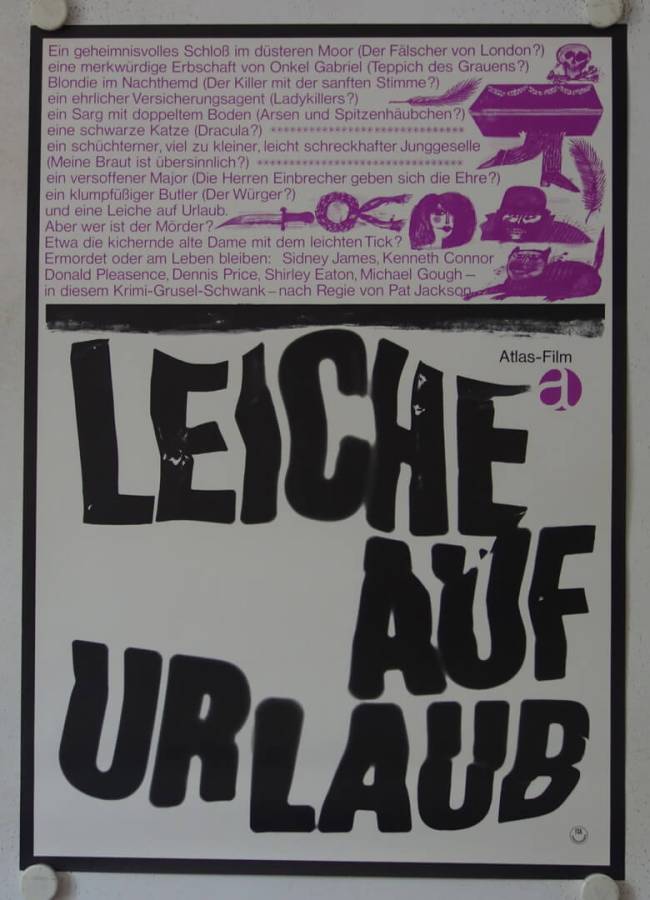 Ein geheimnisvolles Schloß im düsteren Moor (Der Fälscher von London?)
eine merkwürdige Erbschaft von Onkel Gabriel (Teppich des Grauens?)
Blondie im Nachthemd (Der Killer mit der sanften Stimme?)
ein ehrlicher Versicherungsagent (Ladykillers?)
ein Sarg mit doppeltem Boden (Arsen und Spitzenhäubchen?)
eine schwarze Katze (Dracula?)
ein schüchterner, viel zu kleiner, leicht schreckhafter Junggeselle
(Meine Braut ist übersinnlich?)
ein versoffener Major (Die Herren Einbrecher geben sich die Ehre?)
ein klumpfüßiger Butler (Der Würger?)
und eine Leiche auf Urlaub.
Aber wer ist der Mörder?
Etwa die kichernde alte Dame mit dem leichten Tick?
Ermordet oder am Leben bleiben: Sidney James, Kenneth Connor
Donald Pleasence, Dennis Price, Shirley Eaton, Michael Gough –
in diesem Krimi-Grusel-Schwank – nach Regie von Pat Jackson
Atlas-Film
a
LEICHE
AUF
URLAUB